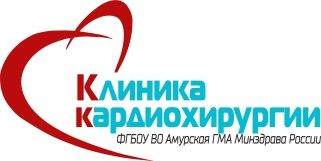 Клиника
кардиохирургии
ФГБОУ ВО Амурская ГМА Минздрава России